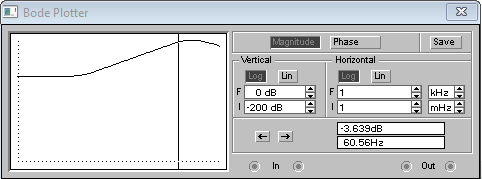 Bode Plotter
Magnitude Phase Save
Vertical Horizontal
Log Lin Log Lin
F 0 dB F 1 kHz
I -200 dB I 1 mHz
-3.639dB
60.56Hz
In Out